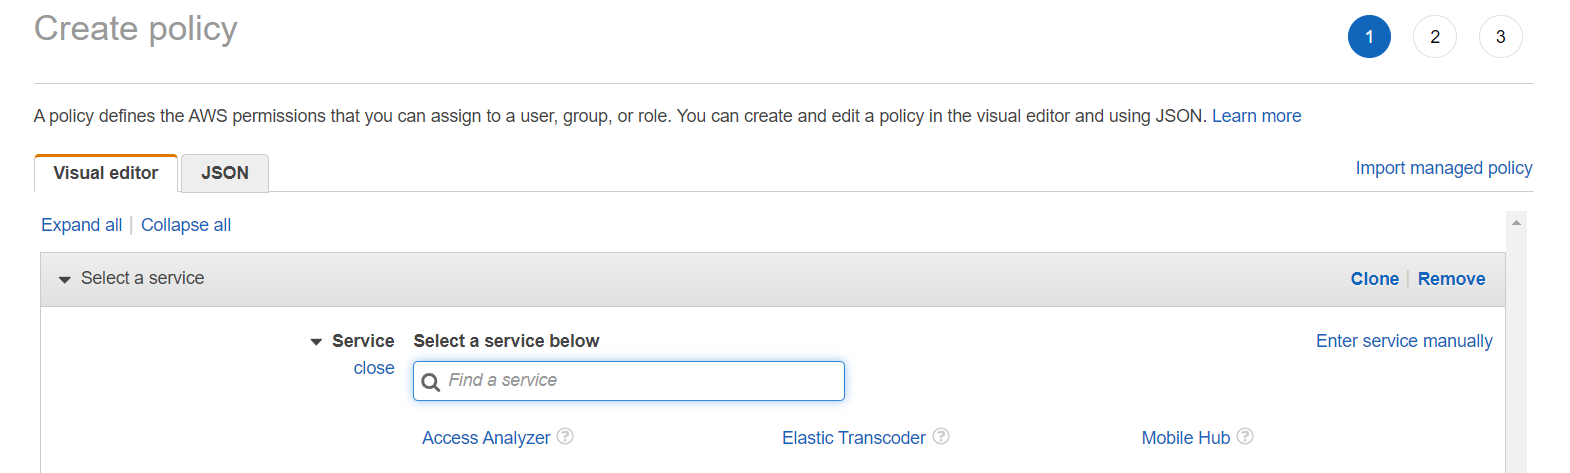 Create policy
1 2 3
A policy defines the AWS permissions that you can assign to a user, group, or role. You can create and edit a policy in the visual editor and using JSON. Learn more
Visual editor JSON
Import managed policy
Expand all | Collapse all
Select a service
Clone | Remove
Service Select a service below Enter service manually
close
Find a service
Access Analyzer ? Elastic Transcoder ? Mobile Hub ?